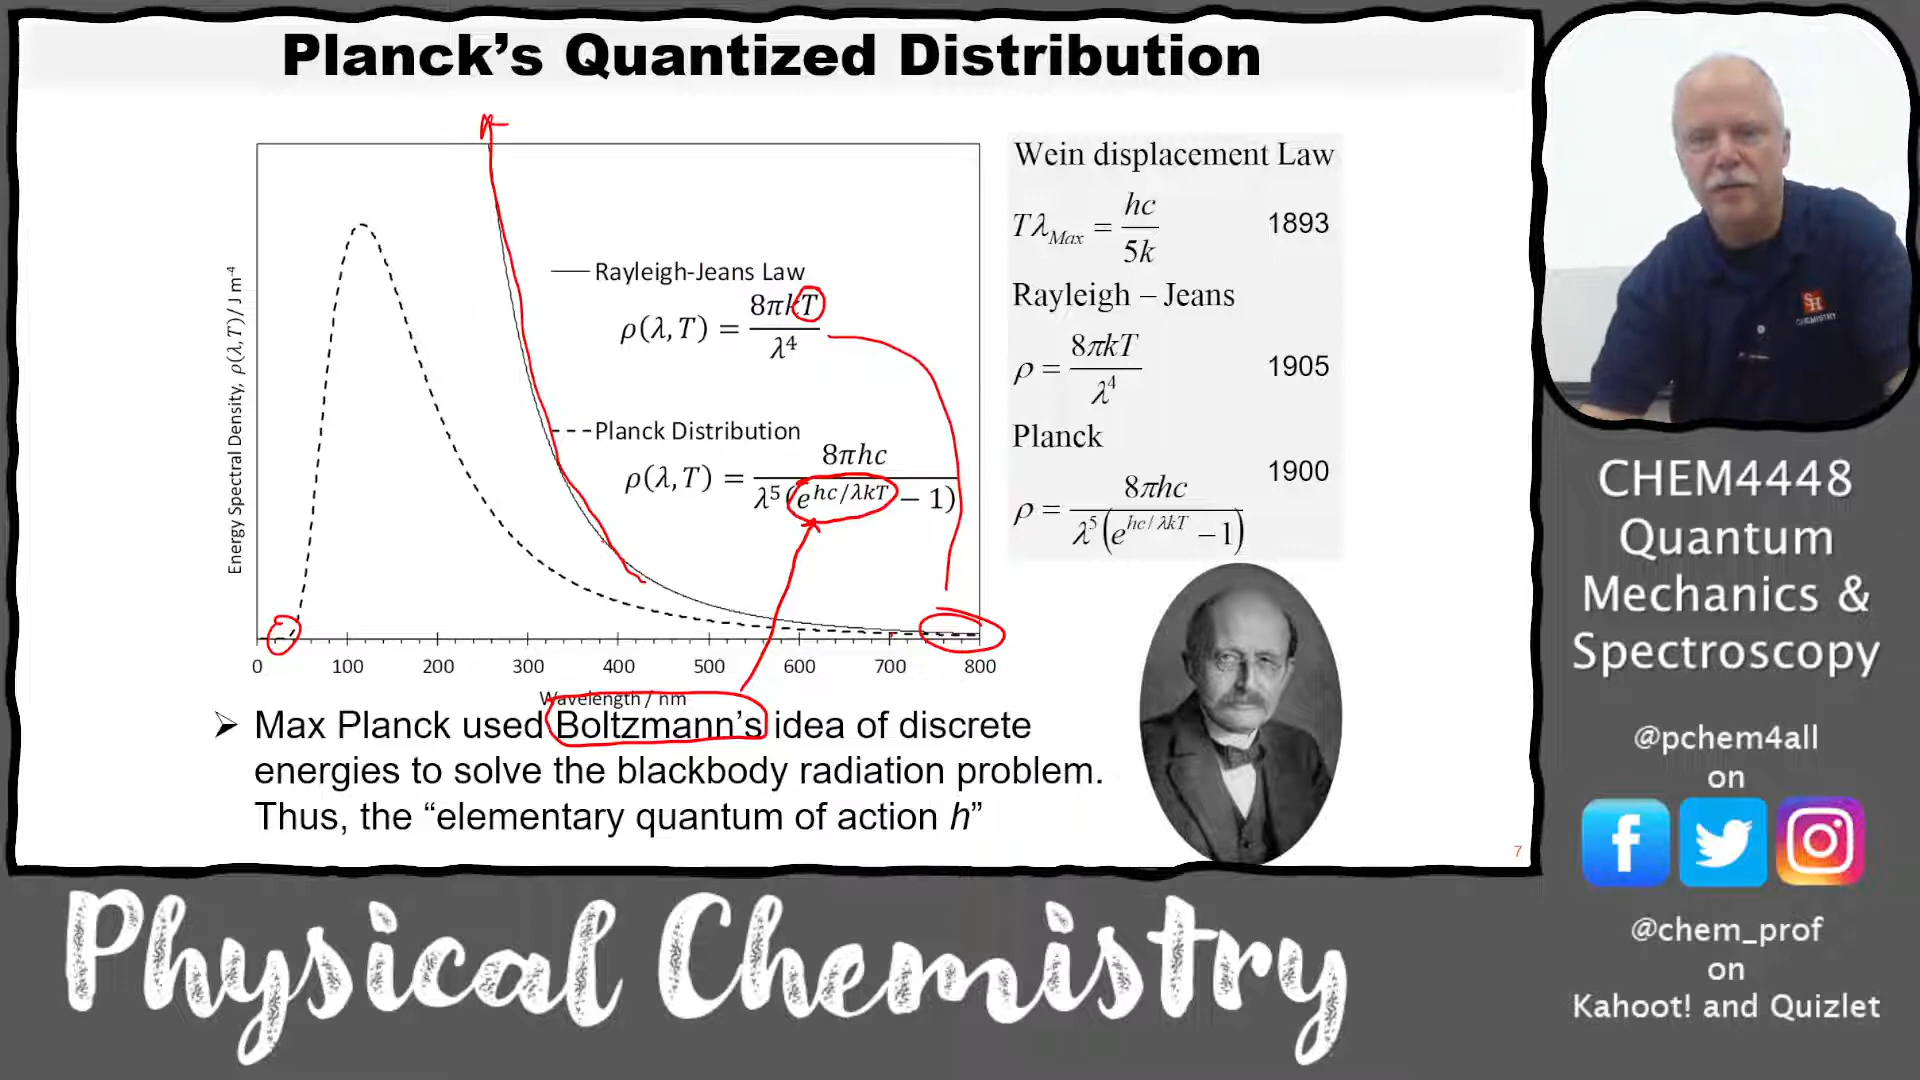 Planck's Quantized Distribution
Energy Spectral Density, ρ(λ,T)/ J m⁻⁴
Rayleigh-Jeans Law
ρ(λ,T) = 8πkT / λ⁴
Planck Distribution
ρ(λ,T) = 8πhc / λ⁵(e^{hc/λkT} − 1)
0 100 200 300 400 500 600 700 800
Wavelength / nm
Wein displacement Law
Tλ_Max = hc / 5k 1893
Rayleigh – Jeans
ρ = 8πkT / λ⁴ 1905
Planck
ρ = 8πhc / λ⁵(e^{hc/λkT} − 1) 1900
➢ Max Planck used Boltzmann's idea of discrete
energies to solve the blackbody radiation problem.
Thus, the “elementary quantum of action h”
7
SH
CHEMISTRY
CHEM4448
Quantum
Mechanics &
Spectroscopy
@pchem4all
on
@chem_prof
on
Kahoot! and Quizlet
Physical Chemistry